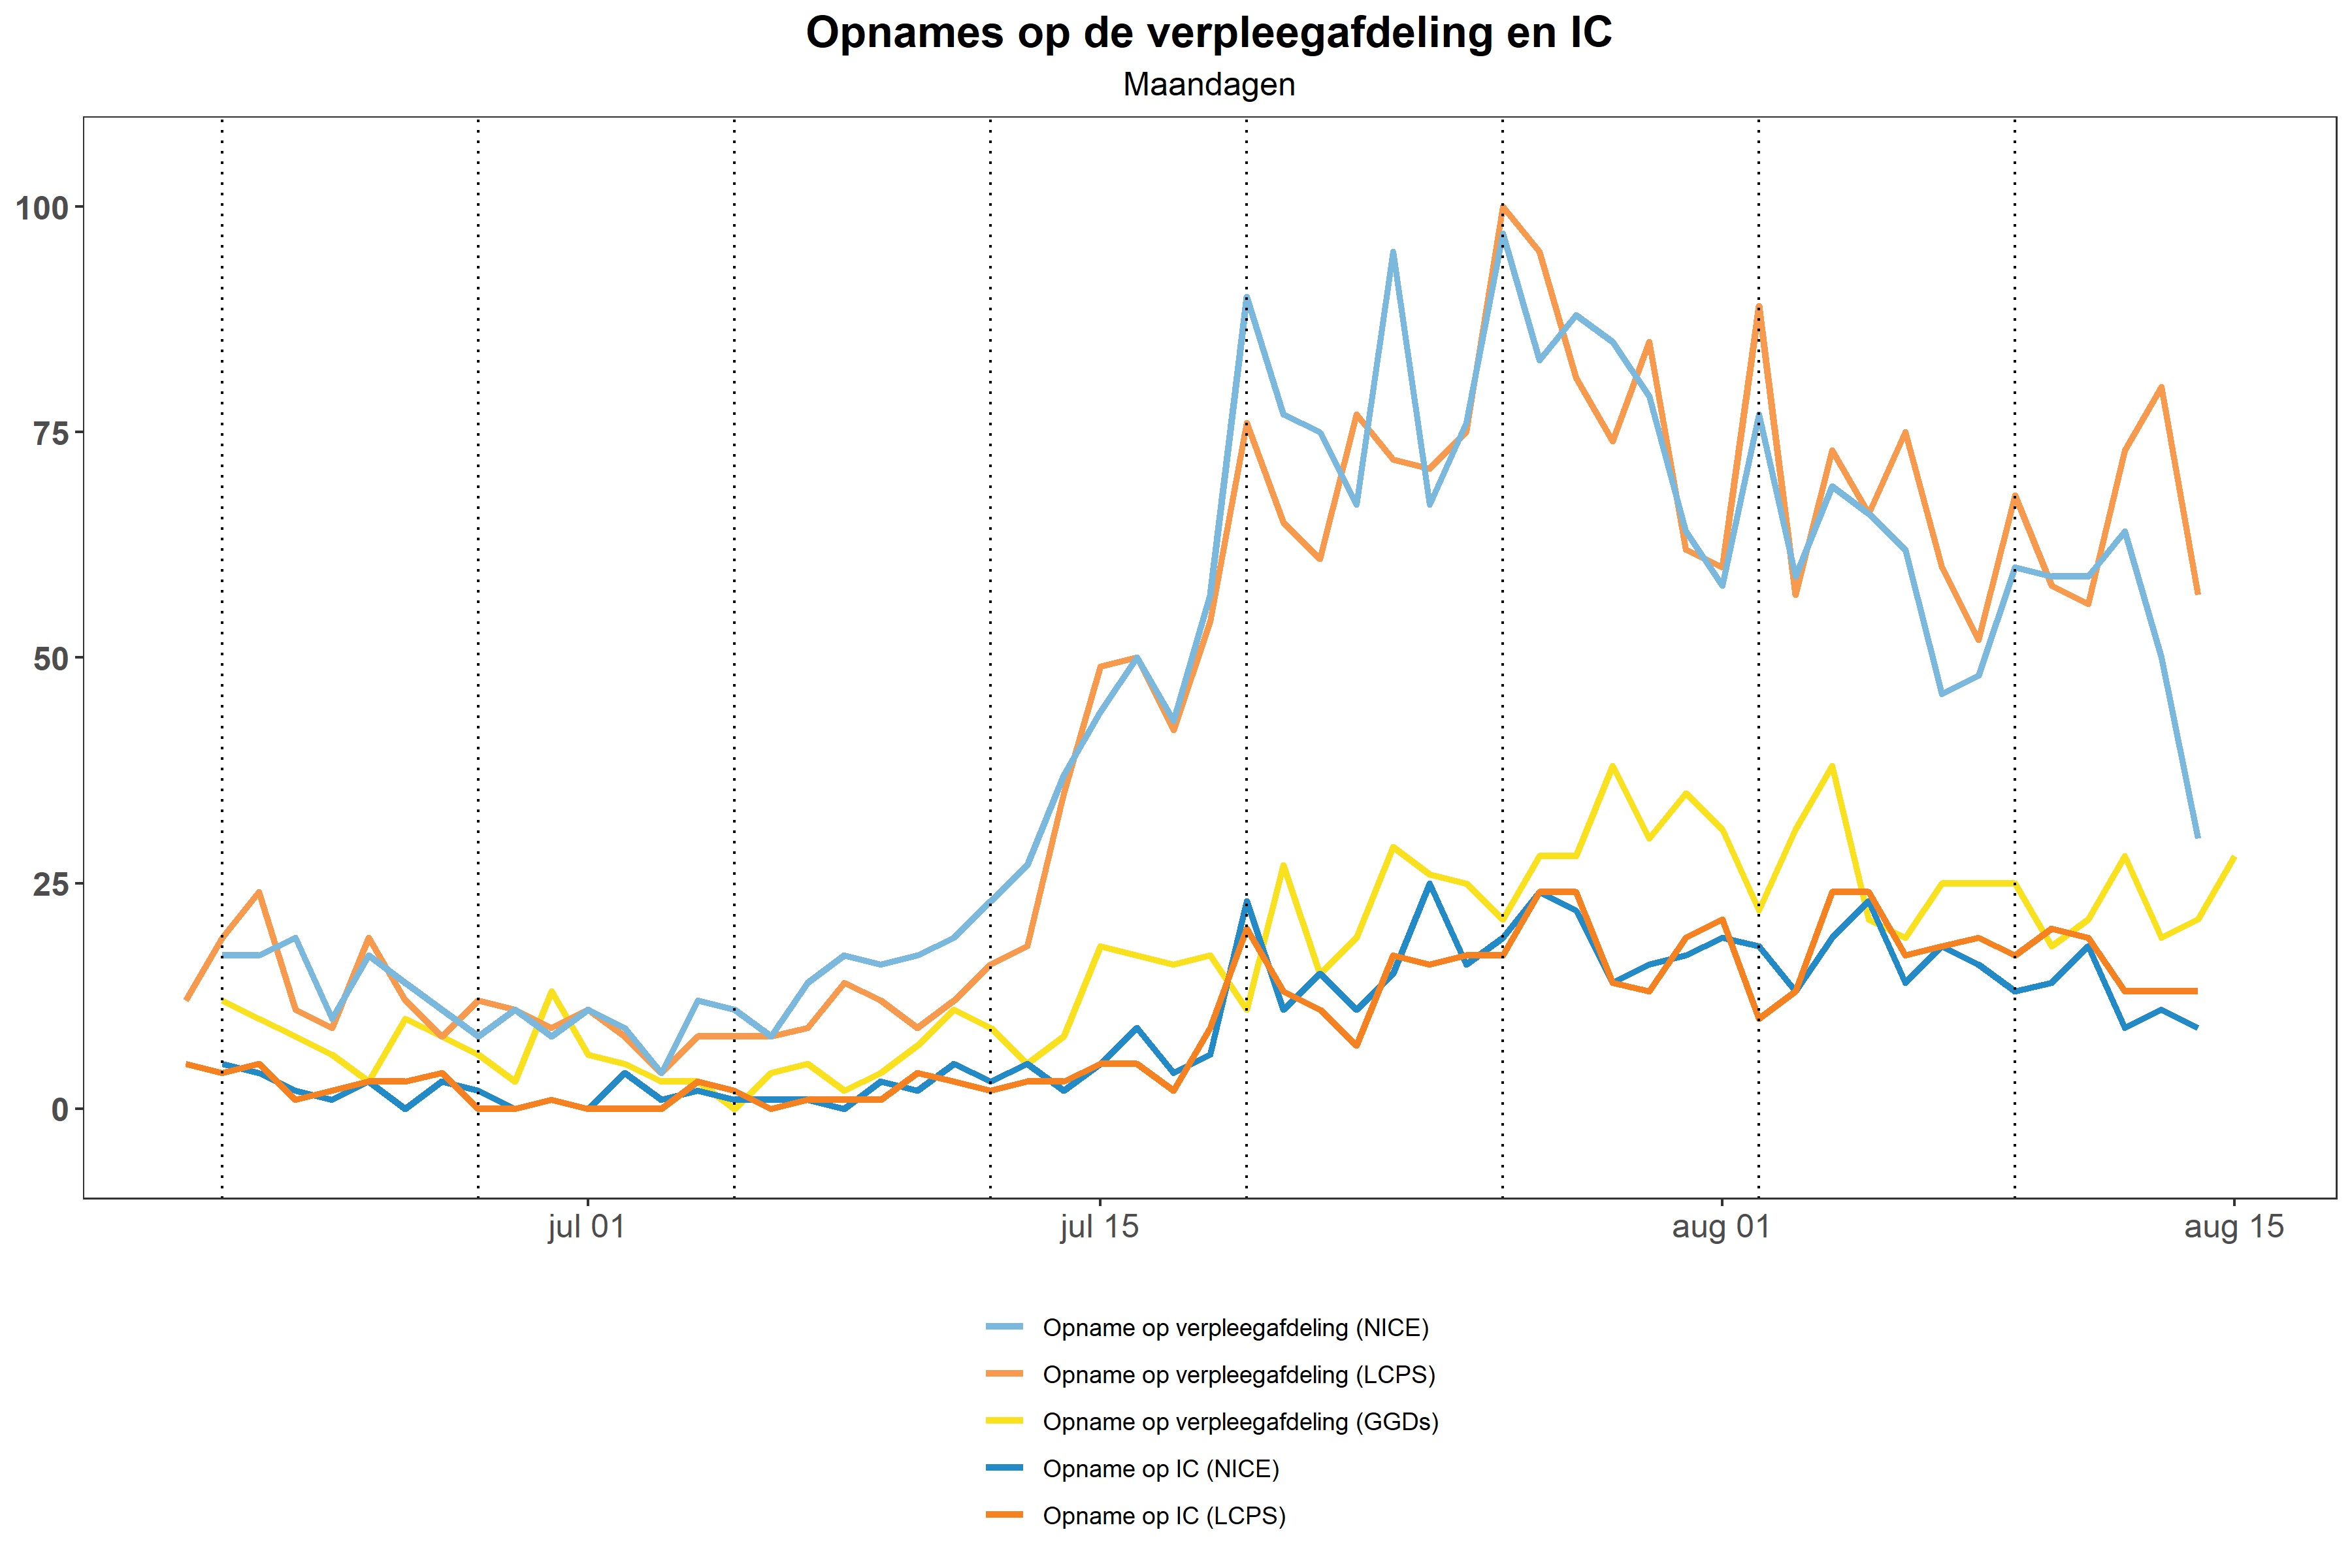 Opnames op de verpleegafdeling en IC
Maandagen
100
75
50
25
0
jul 01 jul 15 aug 01 aug 15
Opname op verpleegafdeling (NICE)
Opname op verpleegafdeling (LCPS)
Opname op verpleegafdeling (GGDs)
Opname op IC (NICE)
Opname op IC (LCPS)